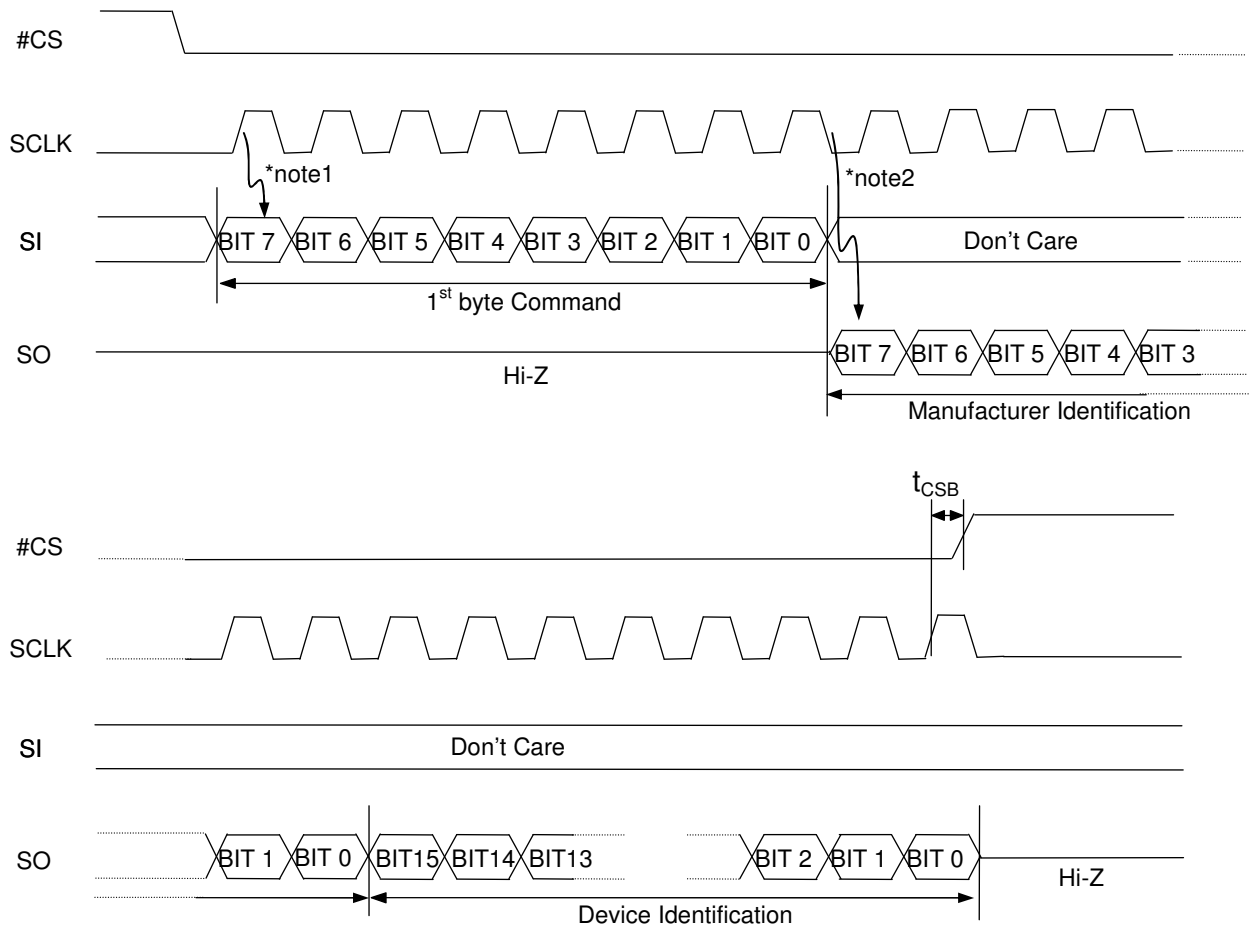 #CS
SCLK
*note1
*note2
SI
BIT 7 BIT 6 BIT 5 BIT 4 BIT 3 BIT 2 BIT 1 BIT 0
Don't Care
1st byte Command
SO
Hi-Z
BIT 7 BIT 6 BIT 5 BIT 4 BIT 3
Manufacturer Identification
tCSB
#CS
SCLK
SI
Don't Care
SO
BIT 1 BIT 0 BIT15 BIT14 BIT13 BIT 2 BIT 1 BIT 0
Hi-Z
Device Identification